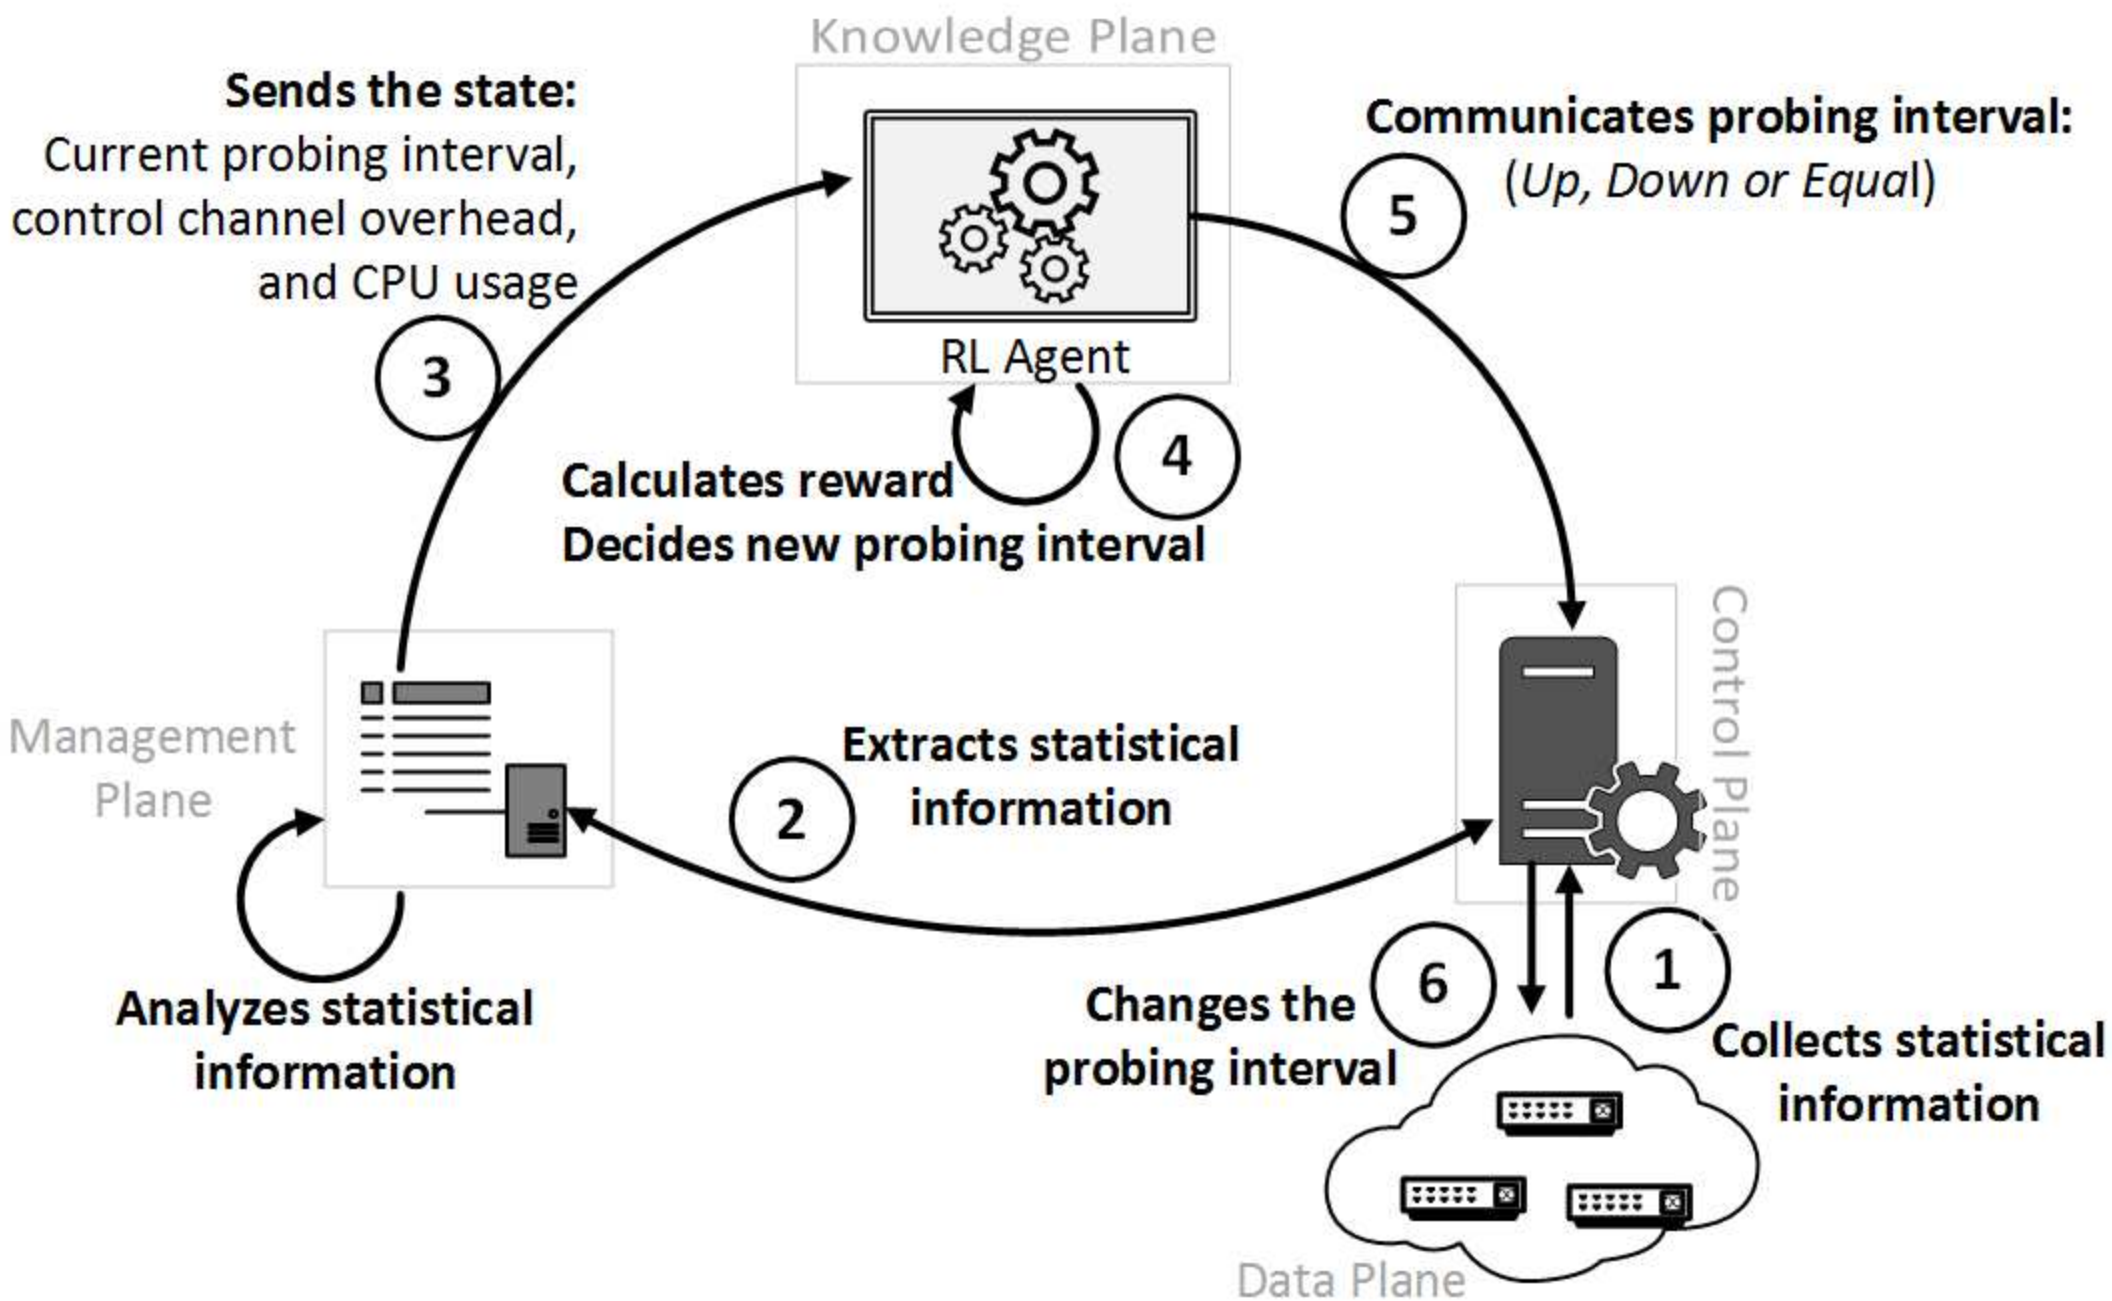 Knowledge Plane
Sends the state:
Current probing interval,
control channel overhead,
and CPU usage
3
RL Agent
Communicates probing interval:
(Up, Down or Equal)
5
4
Calculates reward
Decides new probing interval
Control Plane
Management
Plane
Extracts statistical
information
2
Analyzes statistical
information
6
Changes the
probing interval
1
Collects statistical
information
Data Plane